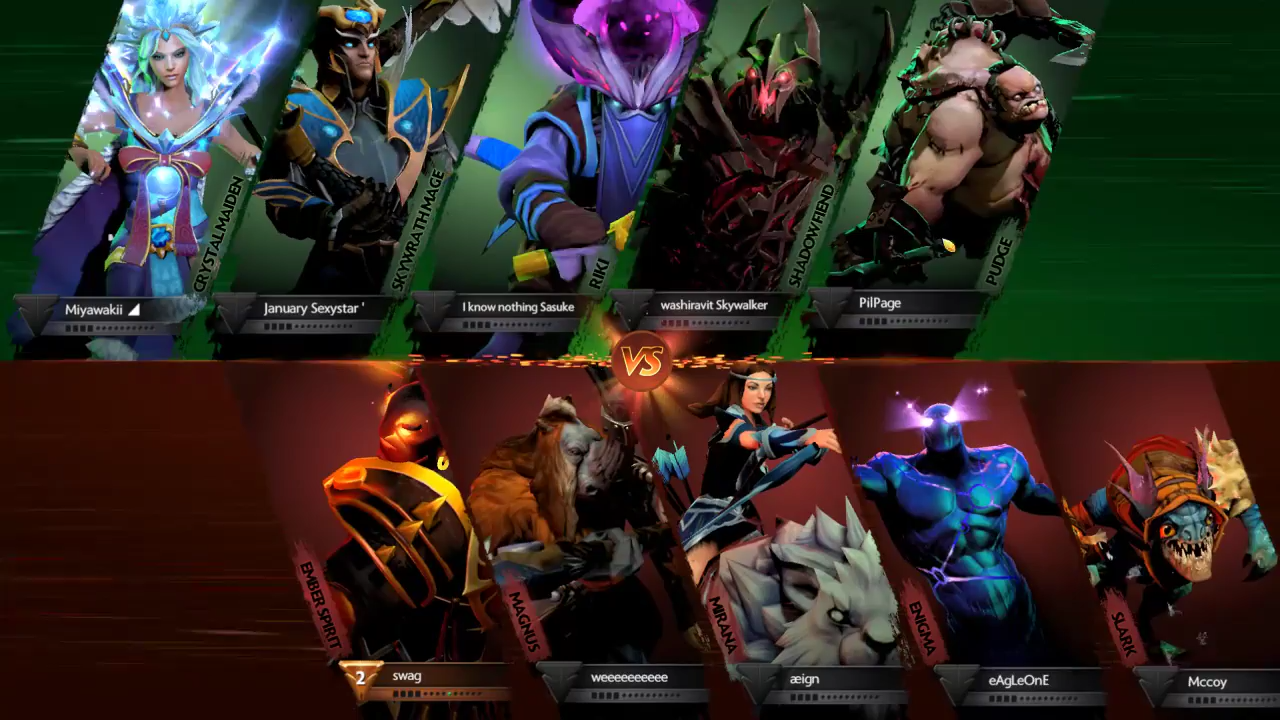 CRYSTAL MAIDEN
SKYWRATH MAGE
RIKI
SHADOW FIEND
PUDGE
Miyawakii
January Sexystar '
I know nothing Sasuke
washiravit Skywalker
PilPage
VS
EMBER SPIRIT
MAGNUS
MIRANA
ENIGMA
SLARK
2
swag
weeeeeeeeee
æign
eAgLeOnE
Mccoy